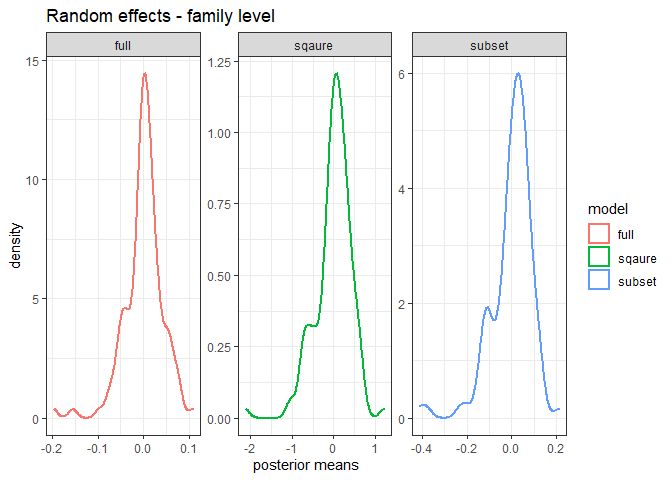 Random effects - family level
full
sqaure
subset
15
10
5
0
1.25
1.00
0.75
0.50
0.25
0.00
6
4
2
0
density
-0.2
-0.1
0.0
0.1
-2
-1
0
1
-0.4
-0.2
0.0
0.2
posterior means
model
full
sqaure
subset